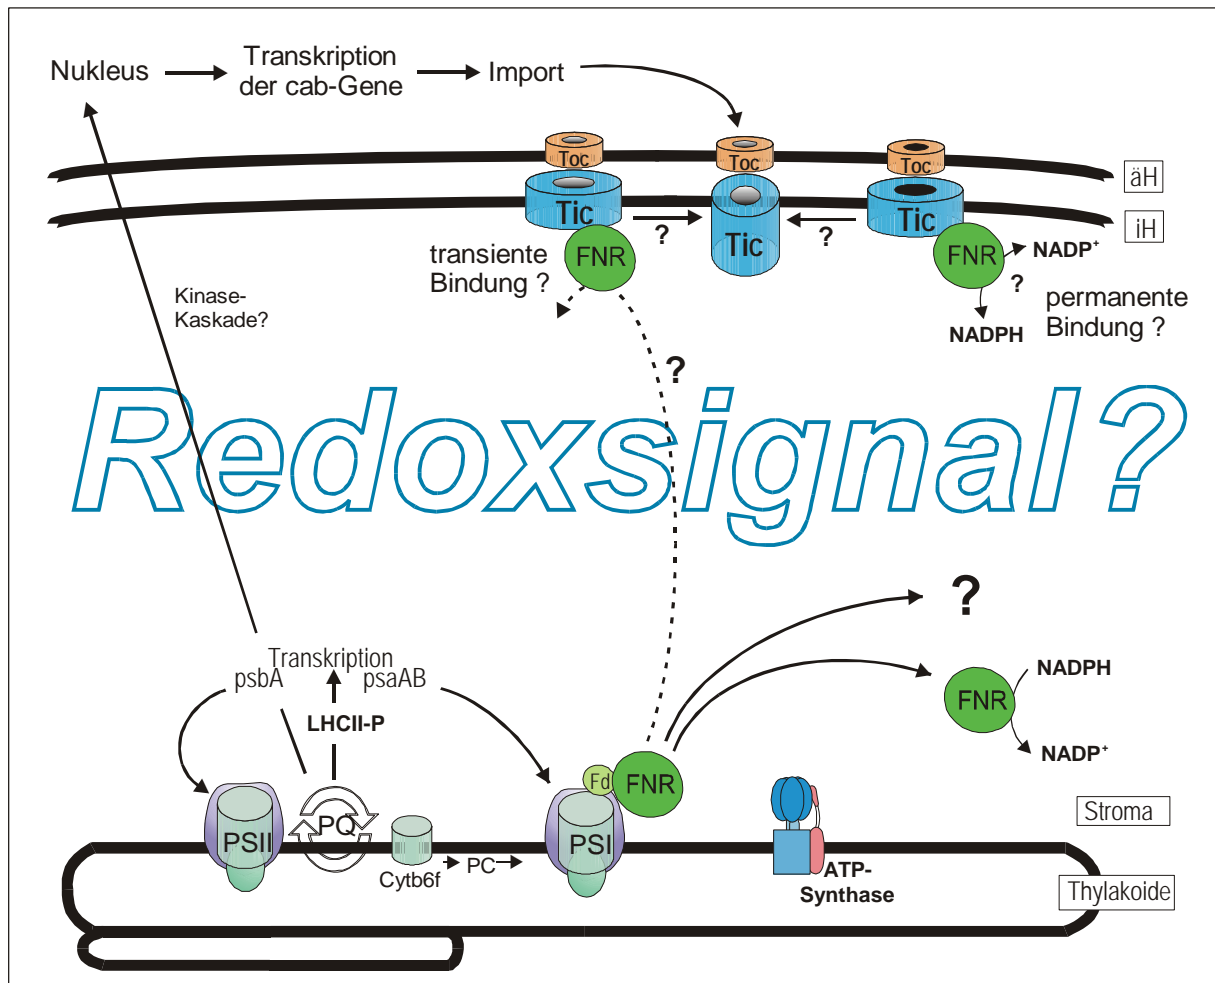 Nukleus
Transkription
der cab-Gene
Import
Toc
Toc
Toc
äH
Tic
Tic
Tic
iH
?
?
transiente
Bindung ?
FNR
FNR
NADP+
?
NADPH
permanente
Bindung ?
Kinase-
Kaskade?
?
Redoxsignal?
?
Transkription
psbA
psaAB
LHCII-P
NADPH
FNR
NADP+
Fd
FNR
PSII
PQ
Cytb6f
PC
PSI
ATP-
Synthase
Stroma
Thylakoide